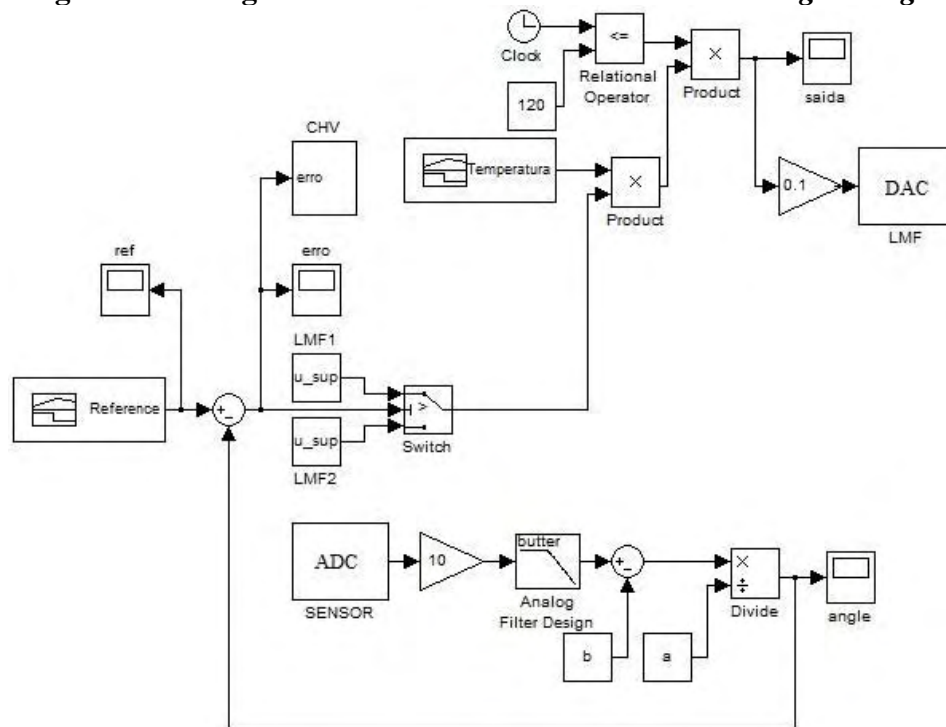 Clock
<=
Relational
Operator
×
Product
saida
120
CHV
erro
Temperatura
×
Product
0.1
DAC
LMF
ref
erro
LMF1
u_sup
Reference
+
-
>
Switch
u_sup
LMF2
ADC
SENSOR
10
butter
Analog
Filter Design
+
-
×
÷
Divide
angle
b
a